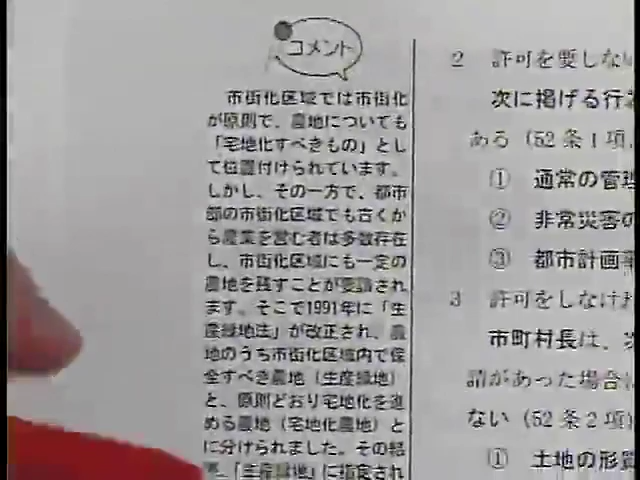 コメント
市街化区域では市街化
が原則で、農地についても
「宅地化すべきもの」とし
て位置付けられています。
しかし、その一方で、都市
部の市街化区域でも古くか
ら農業を営む者は多数存在
し、市街化区域にも一定の
農地を残すことが要請され
ます。そこで1991年に「生
産緑地法」が改正され、農
地のうち市街化区域内で保
全すべき農地（生産緑地）
と、原則どおり宅地化を進
める農地（宅地化農地）と
に分けられました。その結
果、「生産緑地」に指定され
2 許可を要しない
次に掲げる行
ある（52条1項
① 通常の管理
② 非常災害の
③ 都市計画
3 許可をしなけれ
市町村長は、
請があった場合
ない（52条2項
① 土地の形質